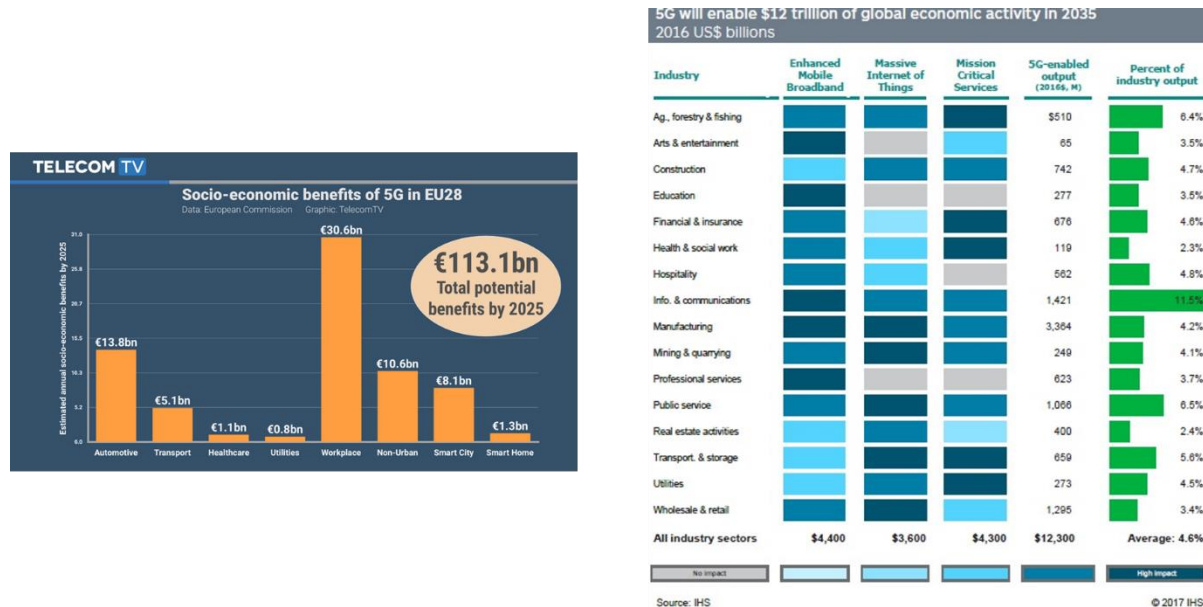 TELECOM TV
Socio-economic benefits of 5G in EU28
Data: European Commission Graphic: TelecomTV
Estimated annual socio-economic benefits by 2025
31.0
25.8
20.7
15.5
10.3
5.2
0.0
€13.8bn
€5.1bn
€1.1bn
€0.8bn
€30.6bn
€10.6bn
€8.1bn
€1.3bn
Automotive Transport Healthcare Utilities Workplace Non-Urban Smart City Smart Home
€113.1bn
Total potential
benefits by 2025
5G will enable $12 trillion of global economic activity in 2035
2016 US$ billions
Industry Enhanced Mobile Broadband Massive Internet of Things Mission Critical Services 5G-enabled output (2016$, M) Percent of industry output
Ag., forestry & fishing $510 6.4%
Arts & entertainment 65 3.5%
Construction 742 4.7%
Education 277 3.5%
Financial & insurance 676 4.6%
Health & social work 119 2.3%
Hospitality 562 4.8%
Info. & communications 1,421 11.5%
Manufacturing 3,364 4.2%
Mining & quarrying 249 4.1%
Professional services 623 3.7%
Public service 1,066 6.5%
Real estate activities 400 2.4%
Transport. & storage 659 5.6%
Utilities 273 4.5%
Wholesale & retail 1,295 3.4%
All industry sectors $4,400 $3,600 $4,300 $12,300 Average: 4.6%
No impact High impact
Source: IHS © 2017 IHS